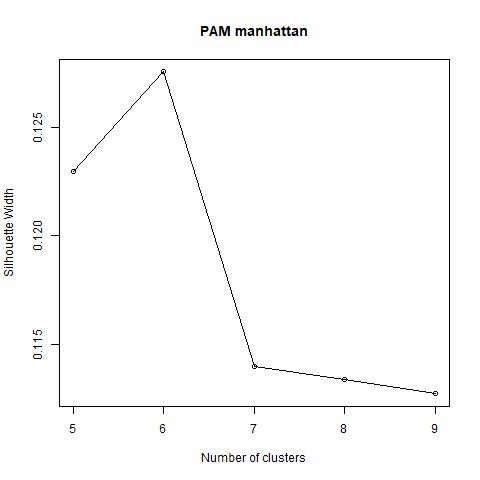 PAM manhattan
Silhouette Width
0.125
0.120
0.115
5 6 7 8 9
Number of clusters